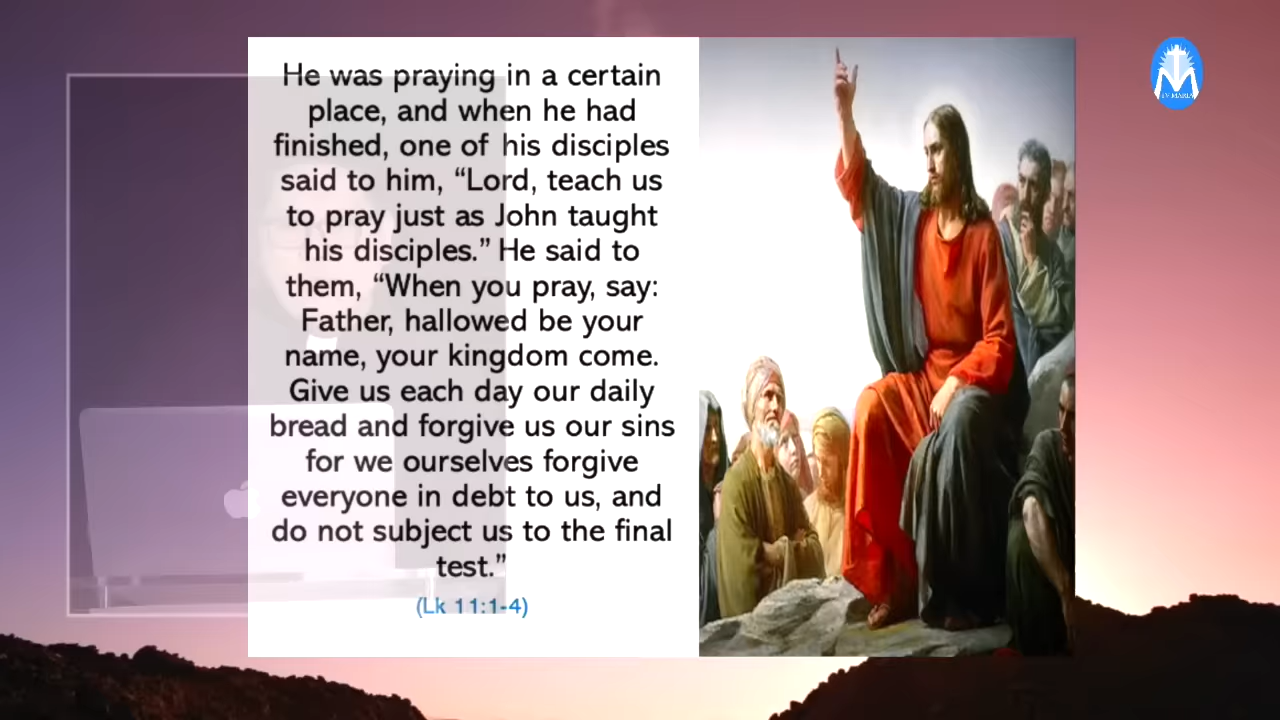 He was praying in a certain
place, and when he had
finished, one of his disciples
said to him, “Lord, teach us
to pray just as John taught
his disciples.” He said to
them, “When you pray, say:
Father, hallowed be your
name, your kingdom come.
Give us each day our daily
bread and forgive us our sins
for we ourselves forgive
everyone in debt to us, and
do not subject us to the final
test.”
(Lk 11:1-4)
TV MARIA